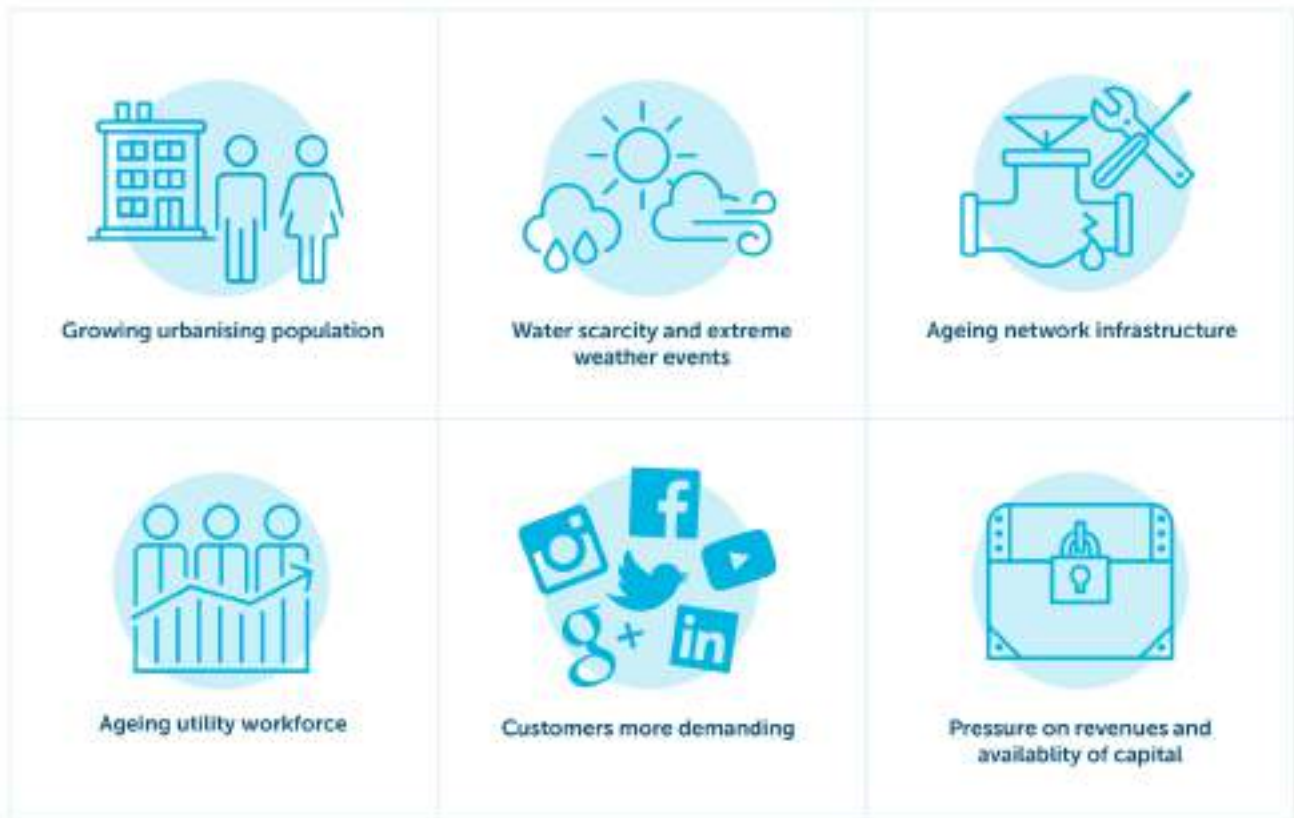 Growing urbanising population
Water scarcity and extreme
weather events
Ageing network infrastructure
Ageing utility workforce
f
g+
in
Customers more demanding
Pressure on revenues and
availablity of capital